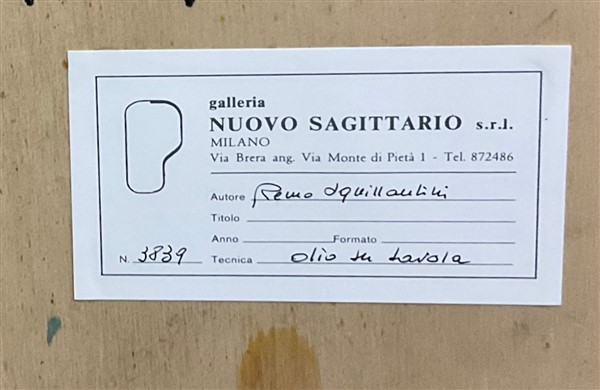 galleria
NUOVO SAGITTARIO s.r.l.
MILANO
Via Brera ang. Via Monte di Pietà 1 - Tel. 872486
Autore Remo Squillantini
Titolo
Anno Formato
N. 3839 Tecnica olio su tavola